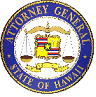 ATTORNEY GENERAL
STATE OF HAWAII